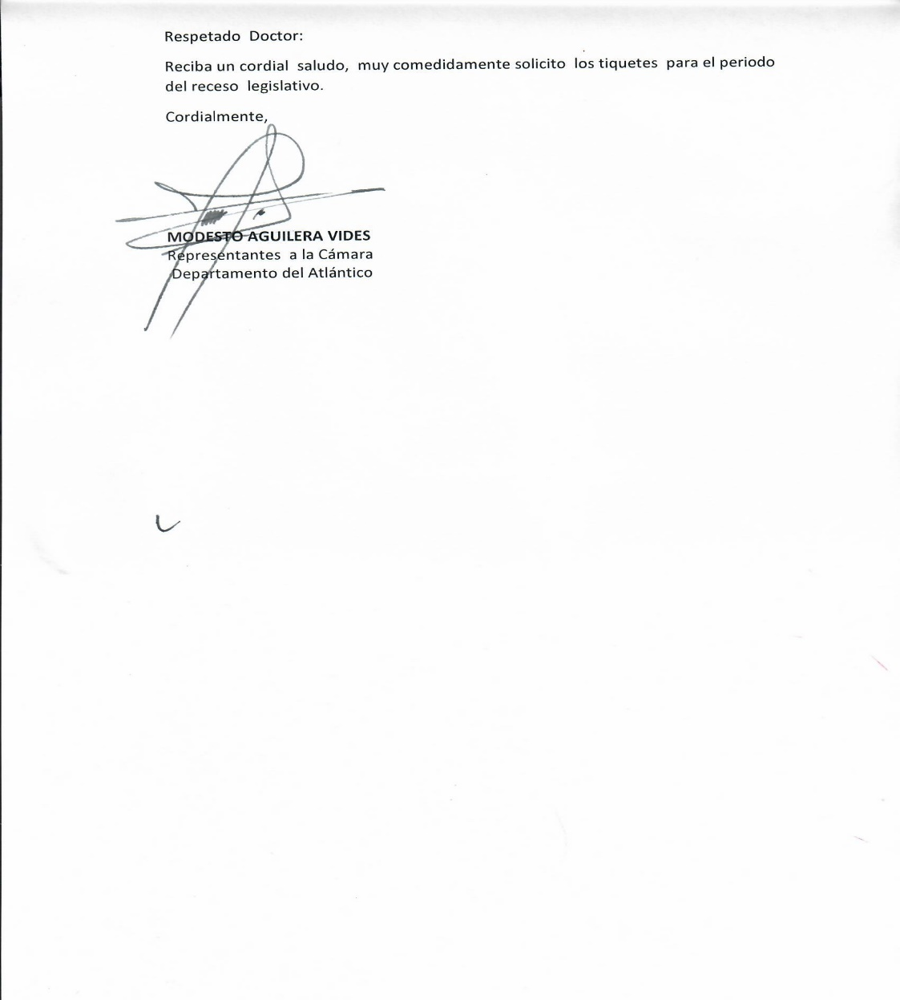 Respetado Doctor:
Reciba un cordial saludo, muy comedidamente solicito los tiquetes para el periodo
del receso legislativo.
Cordialmente,
MODESTO AGUILERA VIDES
Representantes a la Cámara
Departamento del Atlántico